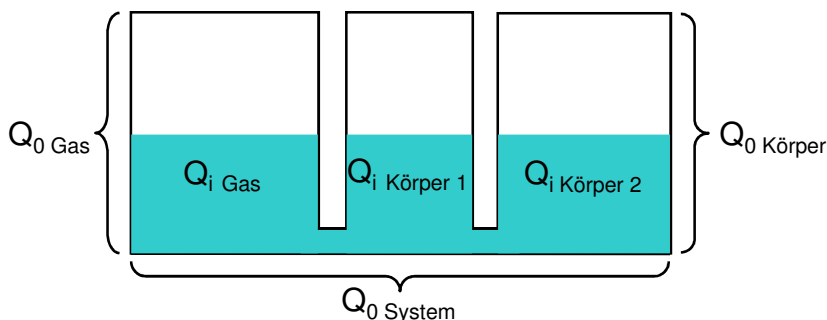 Q0 Gas
Qi Gas
Qi Körper 1
Qi Körper 2
Q0 Körper
Q0 System